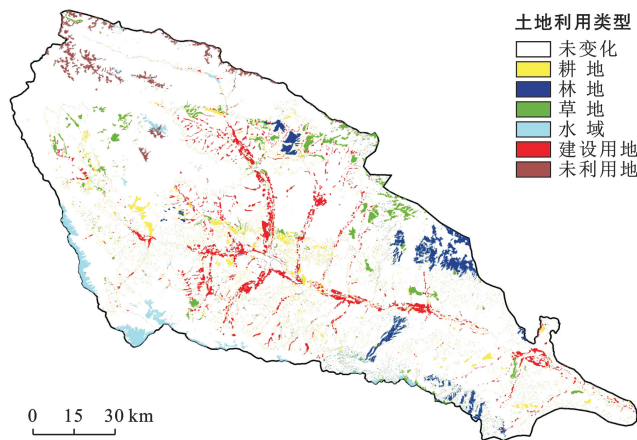 土地利用类型
未变化
耕 地
林 地
草 地
水 域
建设用地
未利用地
0 15 30 km